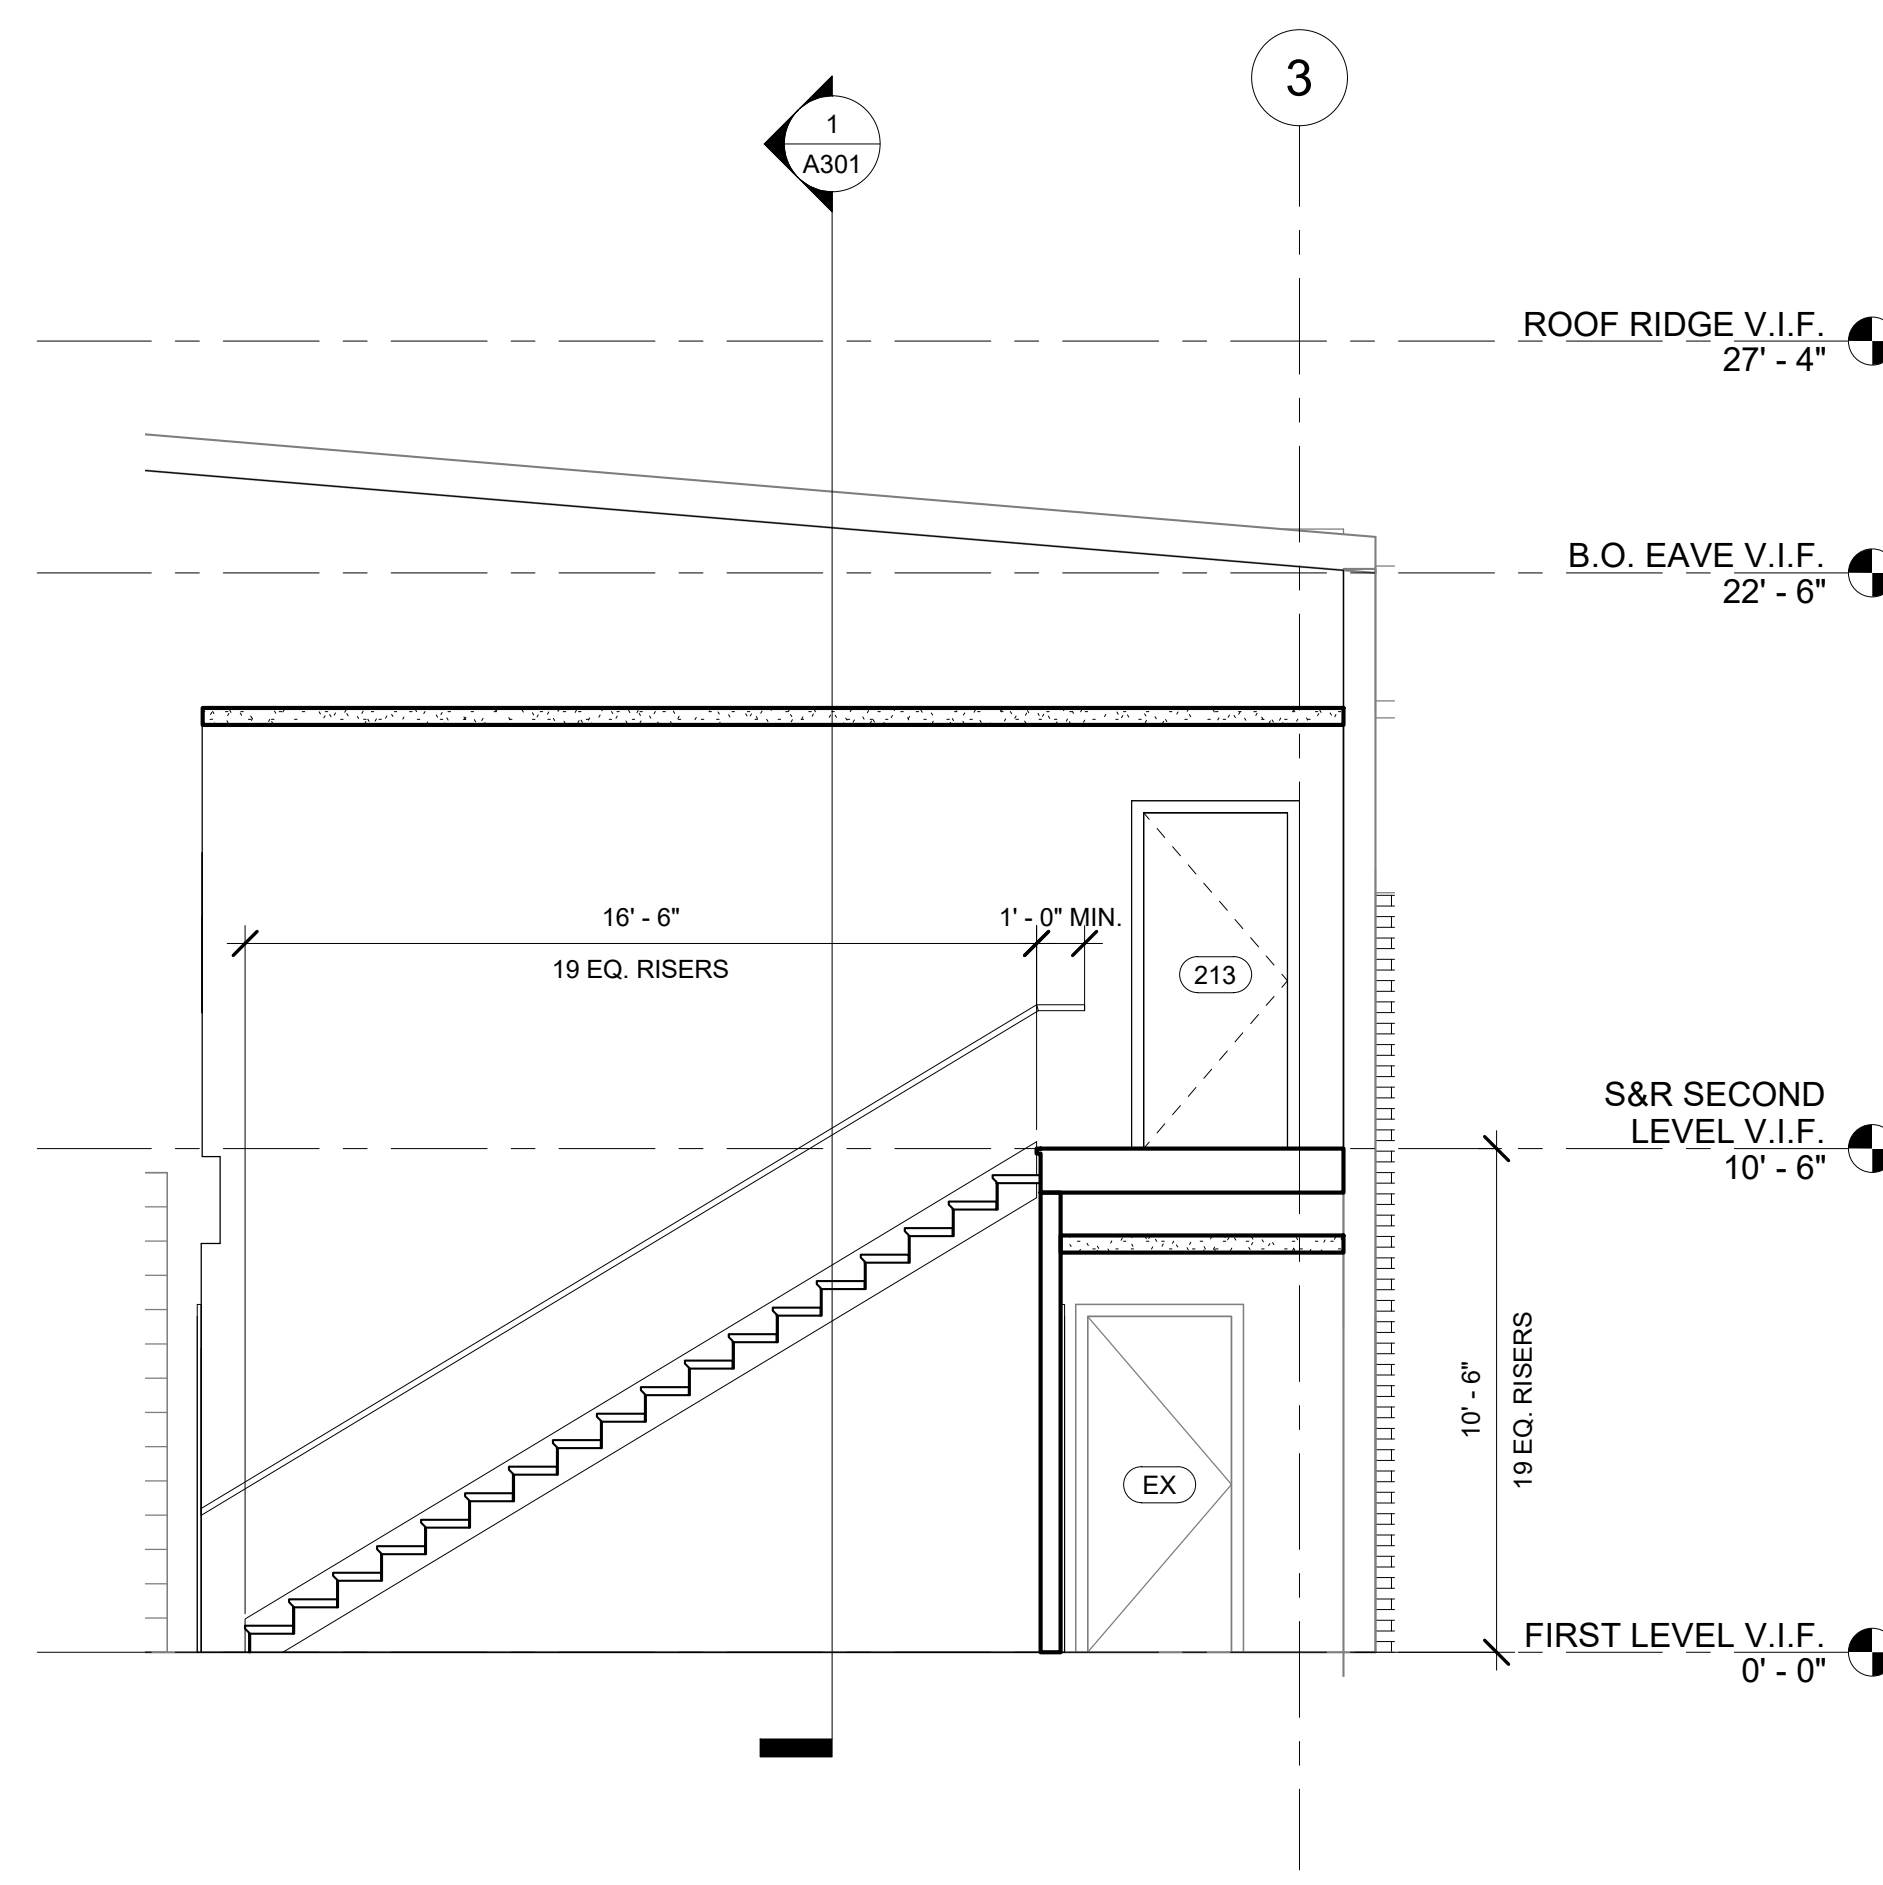 3
1
A301
ROOF RIDGE V.I.F.
27' - 4"
B.O. EAVE V.I.F.
22' - 6"
16' - 6"
1' - 0" MIN.
19 EQ. RISERS
213
S&R SECOND
LEVEL V.I.F.
10' - 6"
10' - 6"
19 EQ. RISERS
EX
FIRST LEVEL V.I.F.
0' - 0"